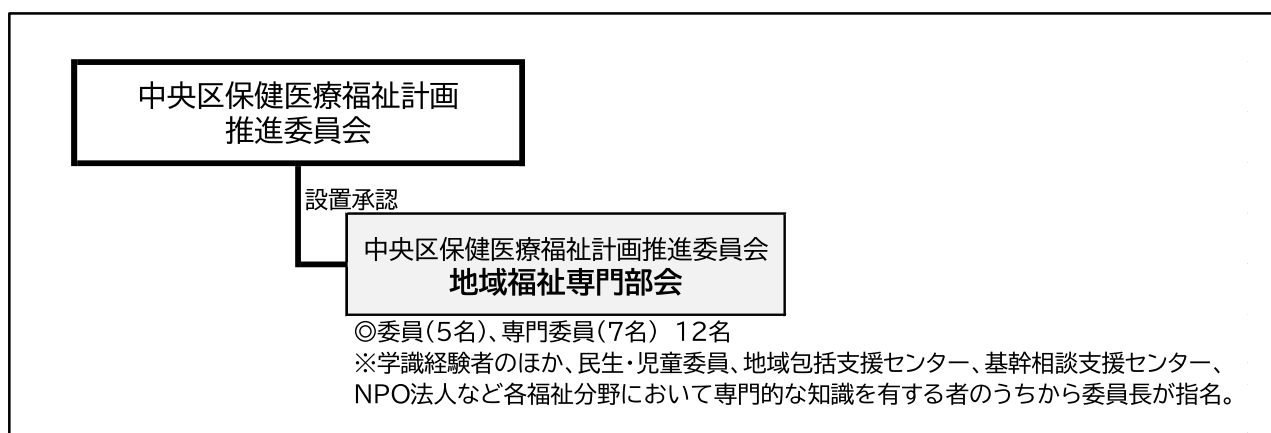 中央区保健医療福祉計画
推進委員会
設置承認
中央区保健医療福祉計画推進委員会
地域福祉専門部会
◎委員(5名)、専門委員(7名) 12名
※学識経験者のほか、民生・児童委員、地域包括支援センター、基幹相談支援センター、
NPO法人など各福祉分野において専門的な知識を有する者のうちから委員長が指名。